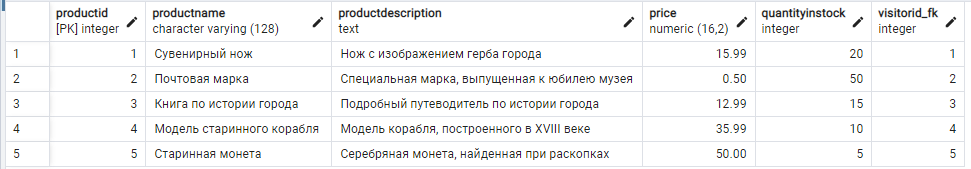 productid productname productdescription price quantityinstock visitorid_fk
[PK] integer character varying (128) text numeric (16,2) integer integer
1 1 Сувенирный нож Нож с изображением герба города 15.99 20 1
2 2 Почтовая марка Специальная марка, выпущенная к юбилею музея 0.50 50 2
3 3 Книга по истории города Подробный путеводитель по истории города 12.99 15 3
4 4 Модель старинного корабля Модель корабля, построенного в XVIII веке 35.99 10 4
5 5 Старинная монета Серебряная монета, найденная при раскопках 50.00 5 5